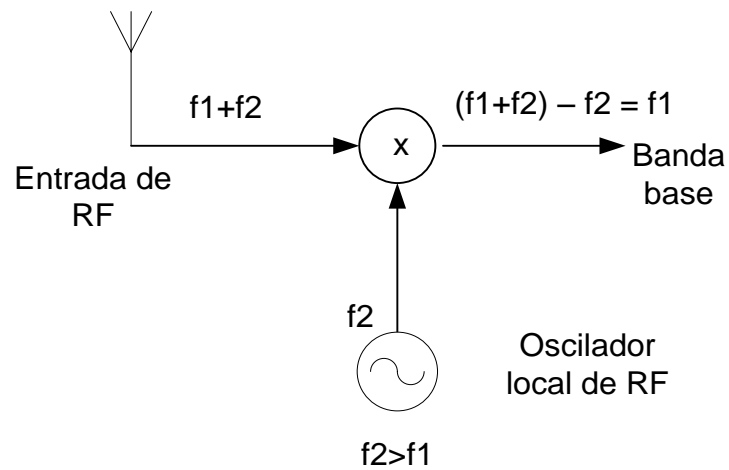 f1+f2
(f1+f2) – f2 = f1
x
Entrada de
RF
Banda
base
f2
Oscilador
local de RF
f2>f1